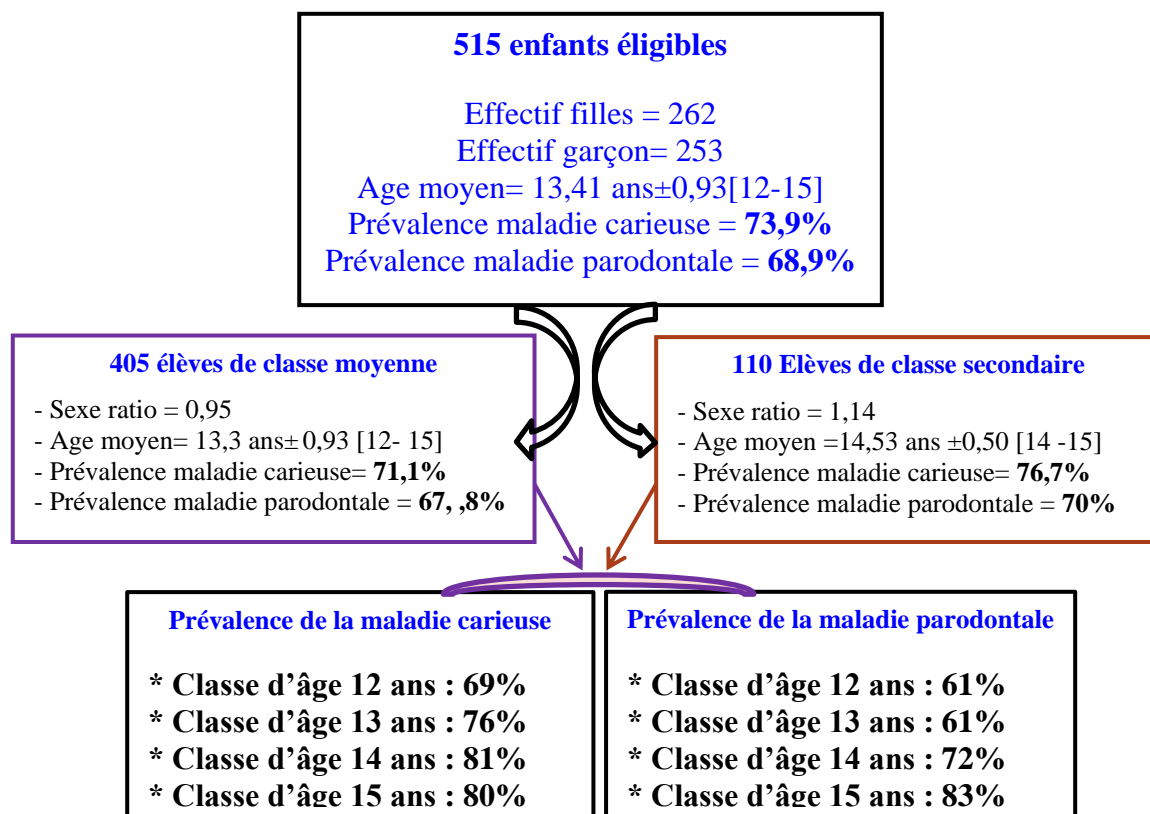 515 enfants éligibles
Effectif filles = 262
Effectif garçon= 253
Age moyen= 13,41 ans±0,93[12-15]
Prévalence maladie carieuse = 73,9%
Prévalence maladie parodontale = 68,9%
405 élèves de classe moyenne
- Sexe ratio = 0,95
- Age moyen= 13,3 ans± 0,93 [12- 15]
- Prévalence maladie carieuse= 71,1%
- Prévalence maladie parodontale = 67, ,8%
110 Elèves de classe secondaire
- Sexe ratio = 1,14
- Age moyen =14,53 ans ±0,50 [14 -15]
- Prévalence maladie carieuse= 76,7%
- Prévalence maladie parodontale = 70%
Prévalence de la maladie carieuse
* Classe d’âge 12 ans : 69%
* Classe d’âge 13 ans : 76%
* Classe d’âge 14 ans : 81%
* Classe d’âge 15 ans : 80%
Prévalence de la maladie parodontale
* Classe d’âge 12 ans : 61%
* Classe d’âge 13 ans : 61%
* Classe d’âge 14 ans : 72%
* Classe d’âge 15 ans : 83%